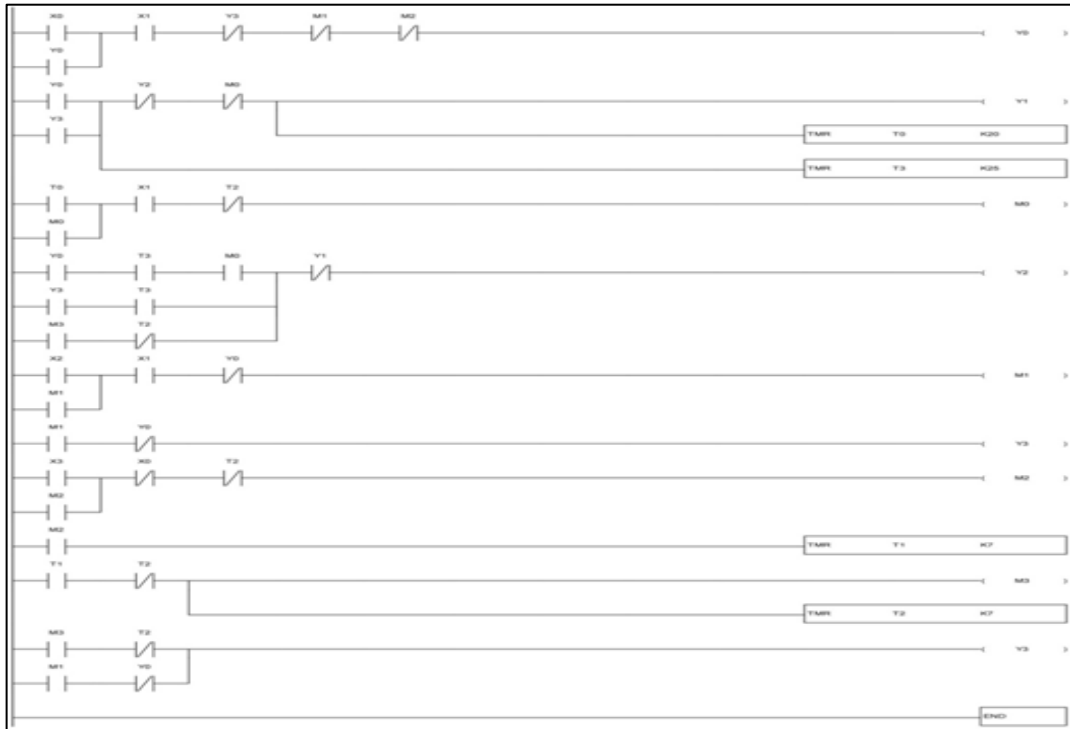 X0 X1 Y3 M1 M2
Y0
Y0
Y0 Y2 M0
Y1
Y3
TMR T0 K20
TMR T3 K25
T0 X1 T2
M0
M0
Y0 T3 M0 Y1
Y2
Y3 T3
M3 T2
X2 X1 Y0
M1
M1
M1 Y0
Y3
X3 X0 T2
M2
M2
M2
TMR T1 K7
T1 T2
M3
TMR T2 K7
M3 T2
Y3
M1 Y0
END